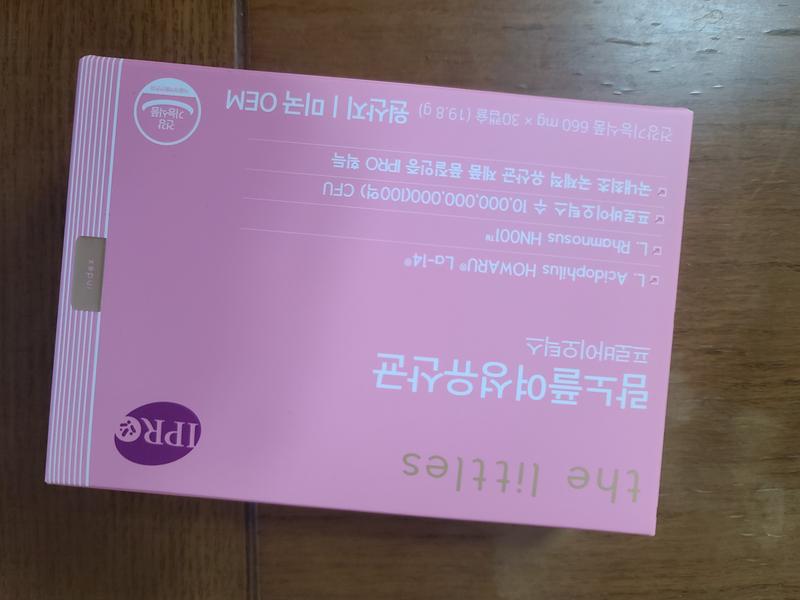 the littles
IPRO
람노플여성유산균
프로바이오틱스
L. Acidophilus HOWARU® La-14®
L. Rhamnosus HN001™
프로바이오틱스 수 10,000,000,000(100억) CFU
국내최초 국제적 유산균 제품 품질인증 IPRO 획득
건강기능식품 660 mg × 30캡슐 (19.8 g)
원산지 | 미국 OEM
건강
기능식품
index